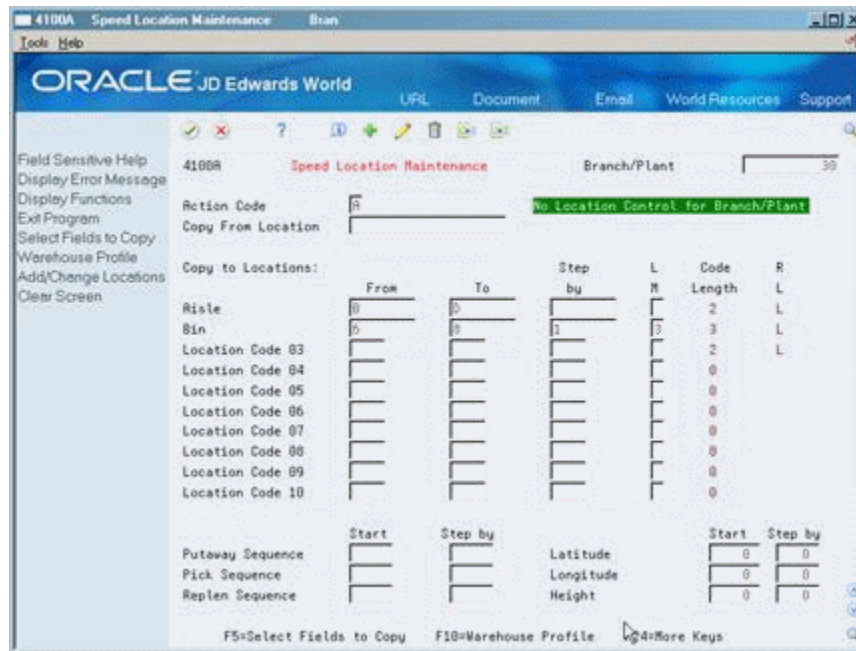 4100A Speed Location Maintenance Bran
Tools Help
ORACLE JD Edwards World
URL Document Email World Resources Support
Field Sensitive Help
Display Error Message
Display Functions
Exit Program
Select Fields to Copy
Warehouse Profile
Add/Change Locations
Clear Screen
4100A Speed Location Maintenance Branch/Plant 30
Action Code A No Location Control for Branch/Plant
Copy From Location
Copy to Locations: Step L Code R
From To by M Length L
Aisle D 2 L
Bin 6 8 1 3 3 L
Location Code 03 2 L
Location Code 04 0
Location Code 05 0
Location Code 06 0
Location Code 07 0
Location Code 08 0
Location Code 09 0
Location Code 10 0
Start Step by Start Step by
Putaway Sequence Latitude 0 0
Pick Sequence Longitude 0 0
Replen Sequence Height 0 0
F5=Select Fields to Copy F10=Warehouse Profile 4=More Keys